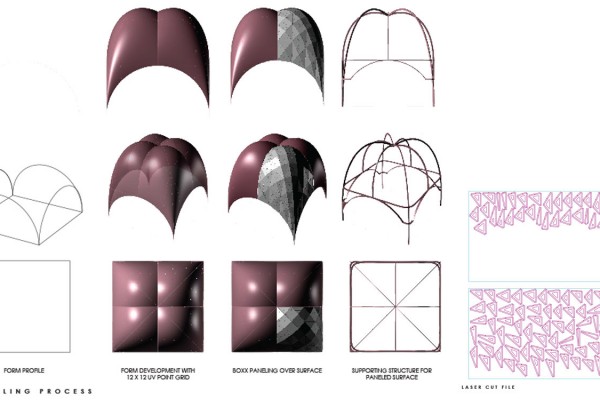 FORM PROFILE
FORM DEVELOPMENT WITH
12 X 12 UV POINT GRID
BOXX PANELING OVER SURFACE
SUPPORTING STRUCTURE FOR
PANELED SURFACE
LING PROCESS
LASER CUT FILE